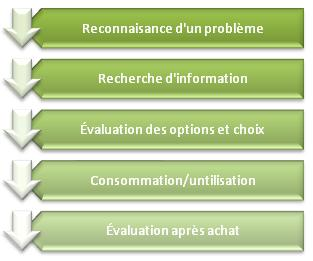 Reconnaisance d'un problème
Recherche d'information
Évaluation des options et choix
Consommation/untilisation
Évaluation après achat